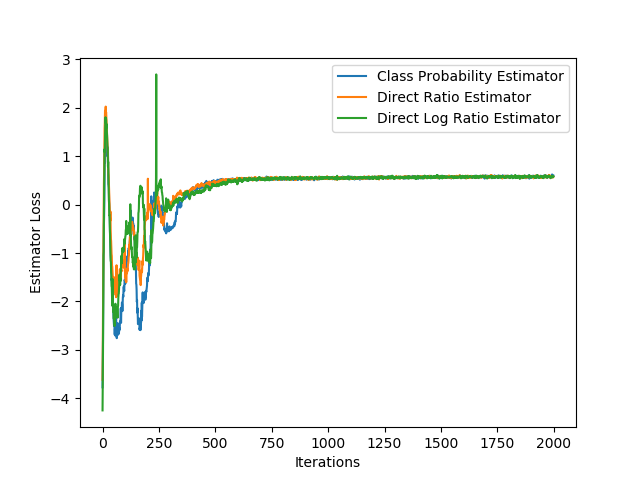 3
2
1
0
−1
−2
−3
−4
Estimator Loss
Class Probability Estimator
Direct Ratio Estimator
Direct Log Ratio Estimator
0 250 500 750 1000 1250 1500 1750 2000
Iterations